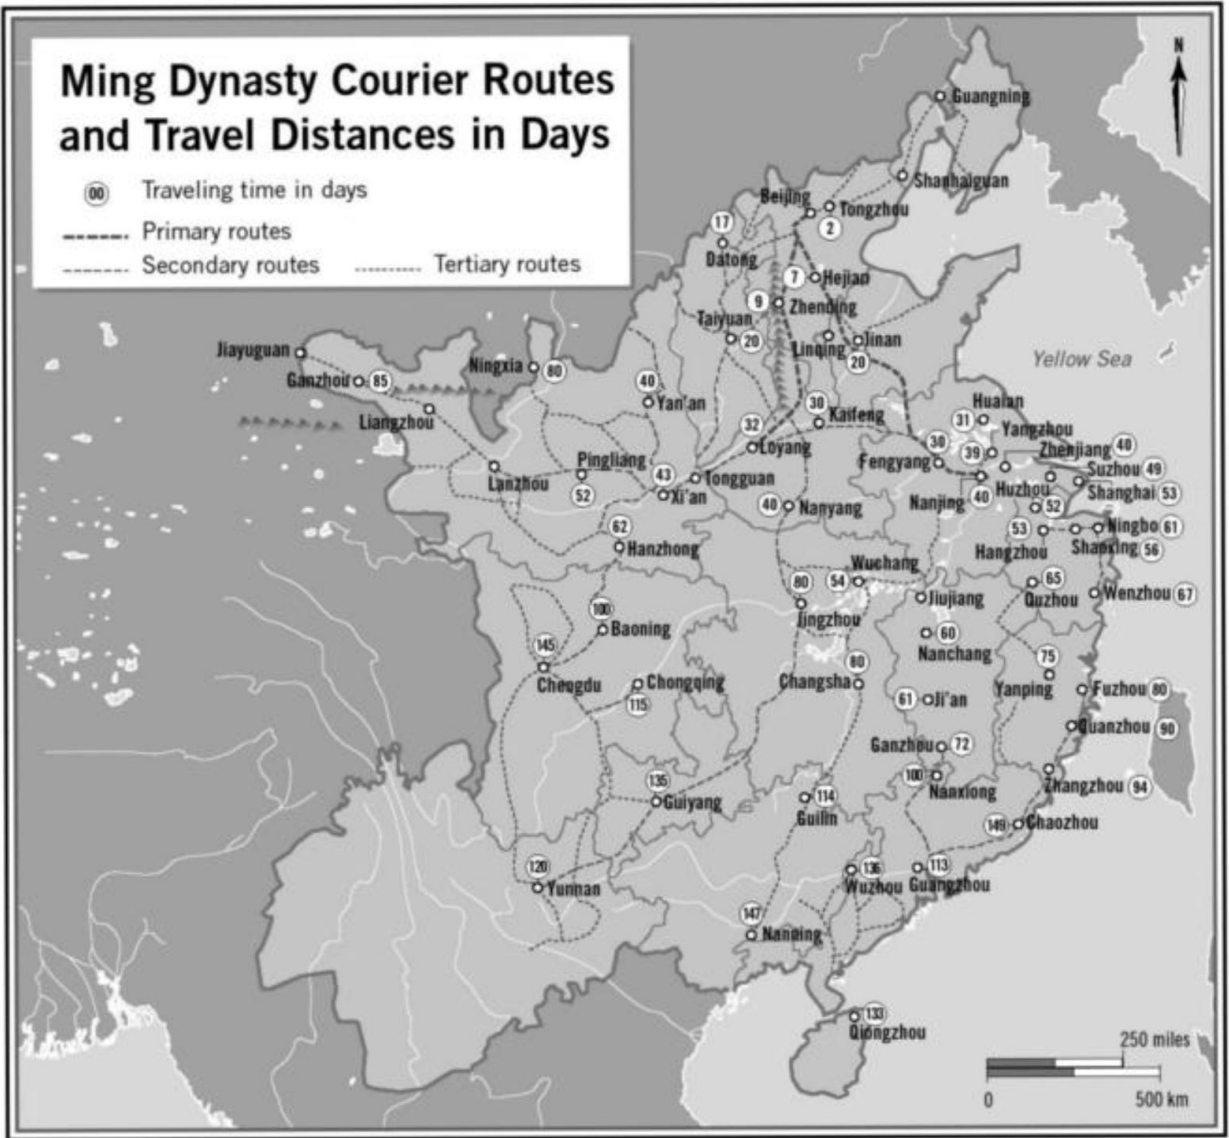 Ming Dynasty Courier Routes
and Travel Distances in Days
00 Traveling time in days
Primary routes
Secondary routes
Tertiary routes
N
Guangning
Shanhaiguan
Beijing
Tongzhou
2
17
Datong
7 Hejian
9 Zhending
Taiyuan
20
Linqing
Jinan
20
Yellow Sea
Jiayuguan
Ganzhou 85
Ningxia 80
Liangzhou
40
Yan'an
30
Kaifeng
32
Loyang
Huaian
31
Yangzhou
39
Zhenjiang 40
30
Fengyang
Suzhou 49
Shanghai 53
Nanjing
40
Huzhou
52
Pingliang
52
Lanzhou
43
Tongguan
Xi'an
40 Nanyang
53
Hangzhou
Ningbo 61
Shaoxing
56
62
Hanzhong
Wuchang
54
80
Jingzhou
Jiujiang
65
Quzhou
Wenzhou 67
100
Baoning
60
Nanchang
145
Chengdu
Chongqing
115
80
Changsha
75
Yanping
Fuzhou 80
61 Ji'an
Quanzhou 90
Ganzhou 72
100
Nanxiong
Zhangzhou 94
135
Guiyang
114
Guilin
Chaozhou
120
Yunnan
136
Wuzhou
113
Guangzhou
147
133
Qiongzhou
250 miles
0
500 km